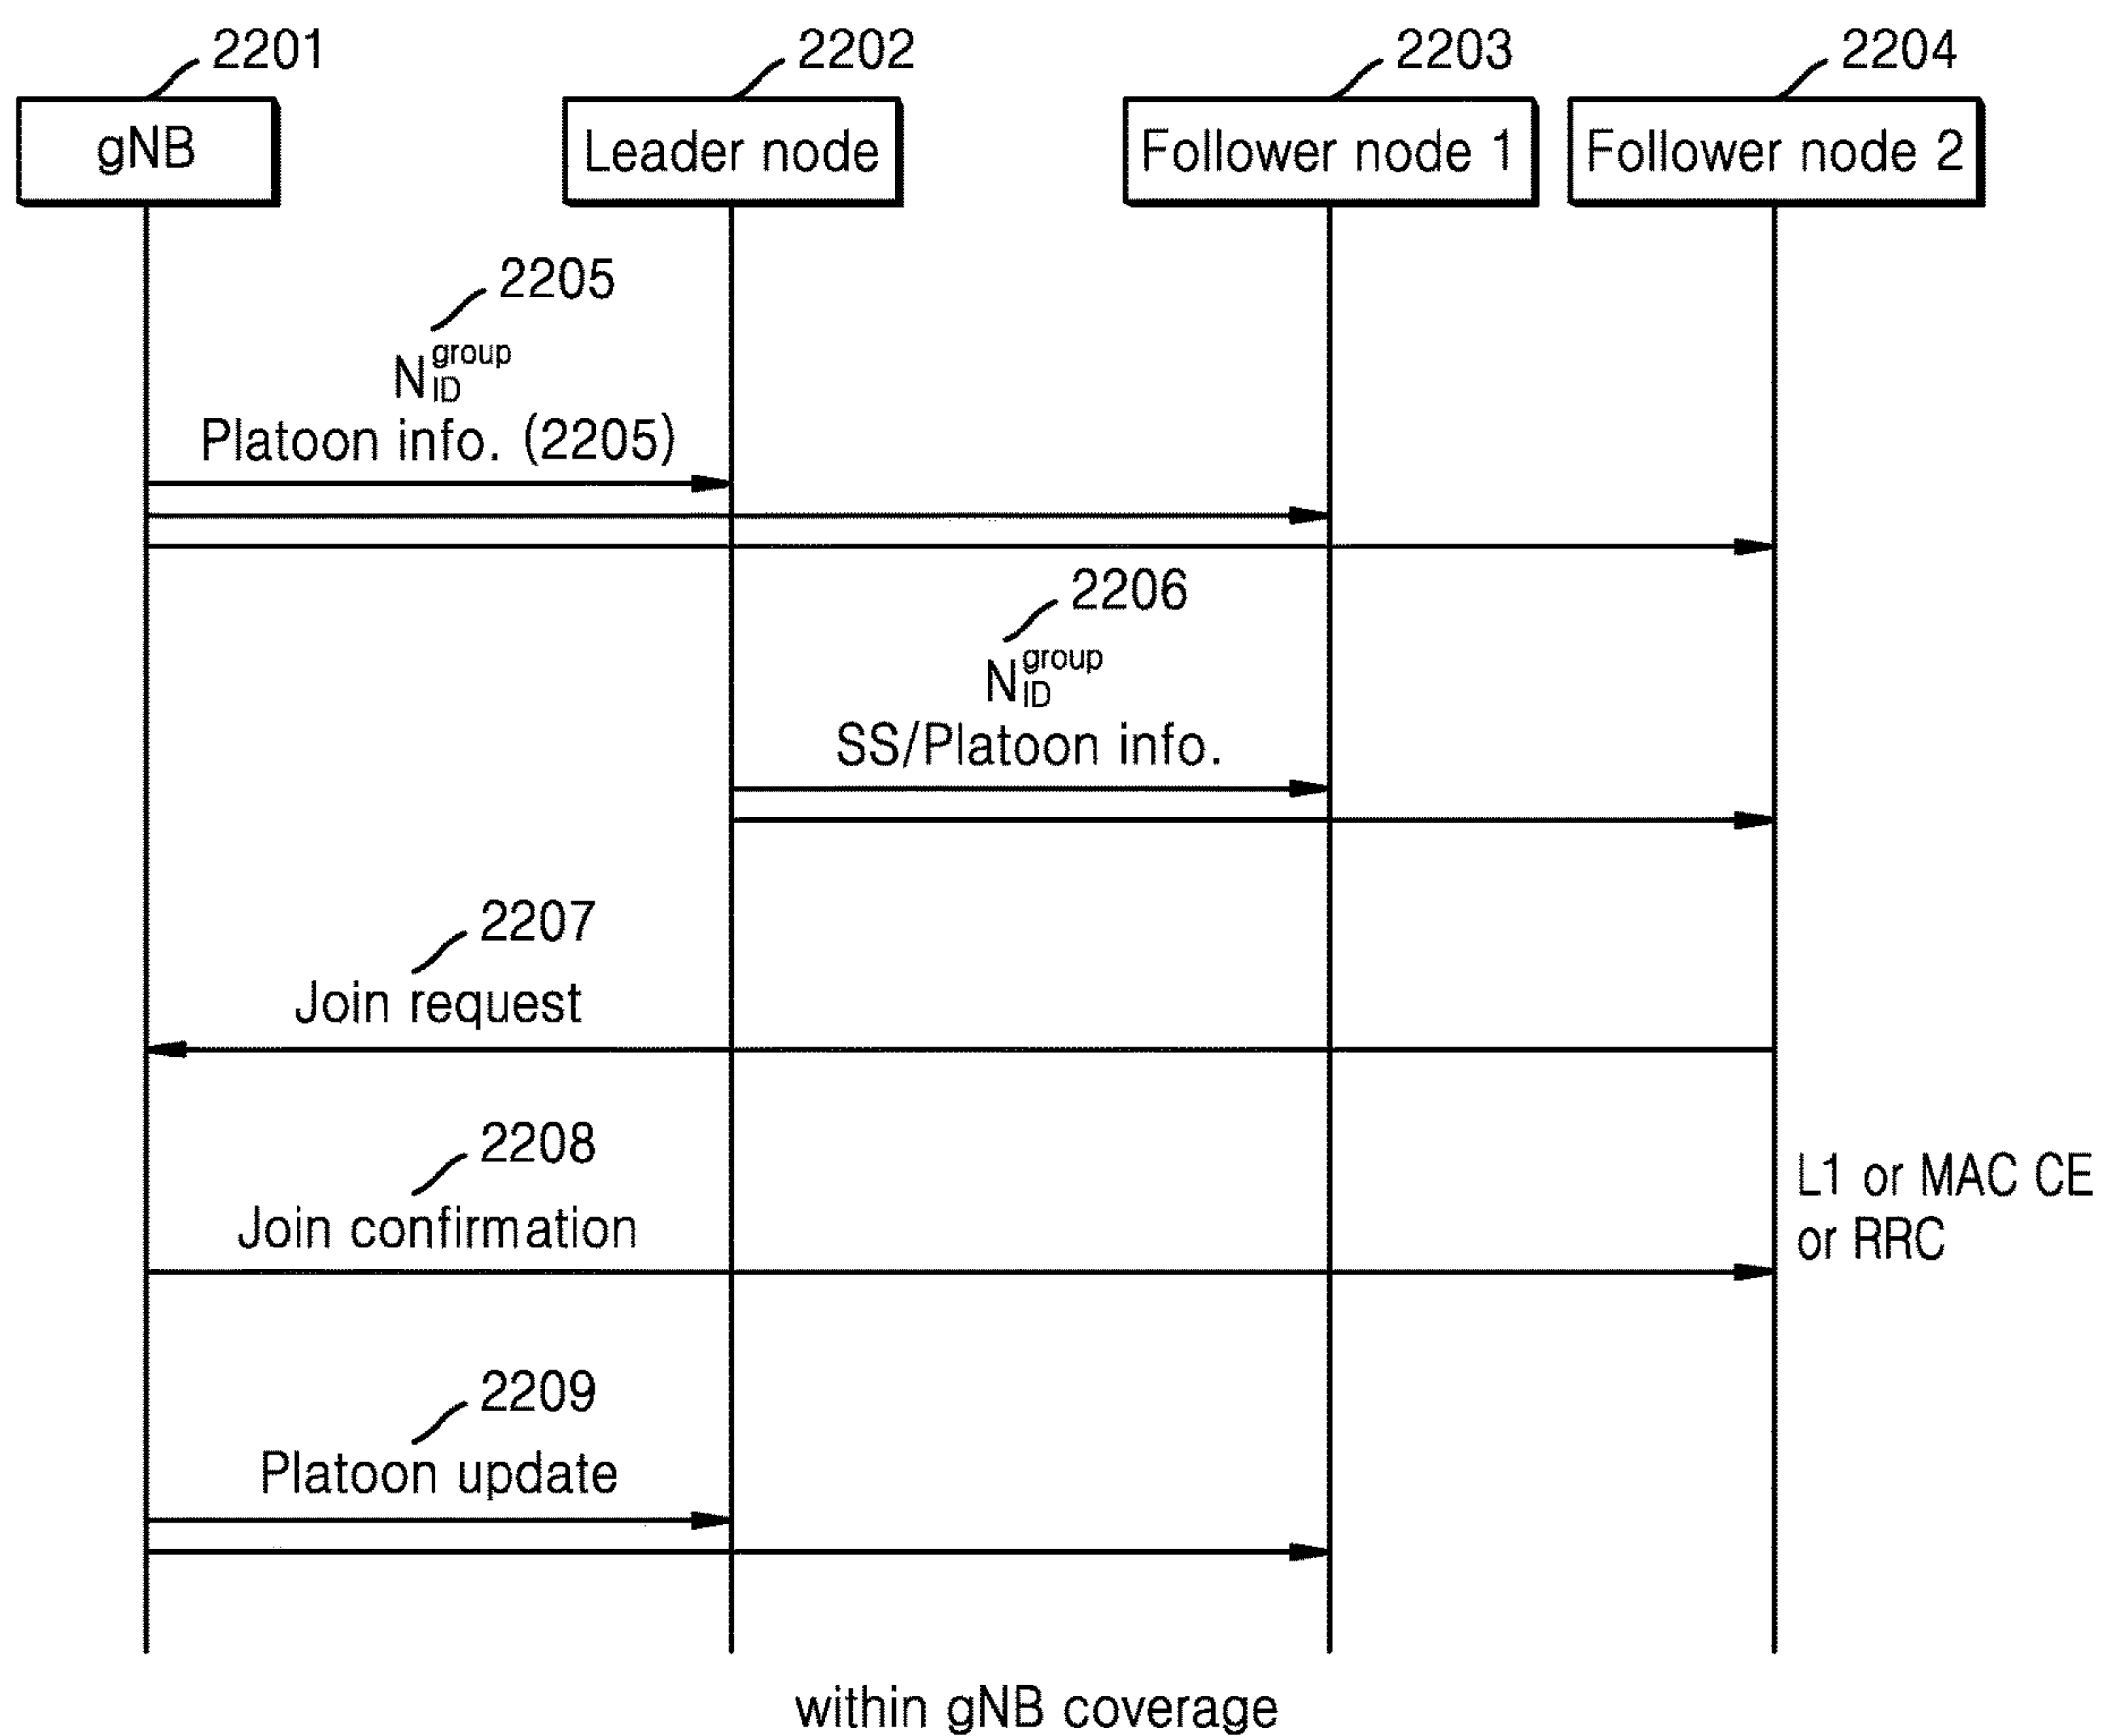 2201
2202
2203
2204
gNB
Leader node
Follower node 1
Follower node 2
2205
N_ID^group
Platoon info. (2205)
2206
N_ID^group
SS/Platoon info.
2207
Join request
2208
Join confirmation
L1 or MAC CE
or RRC
2209
Platoon update
within gNB coverage